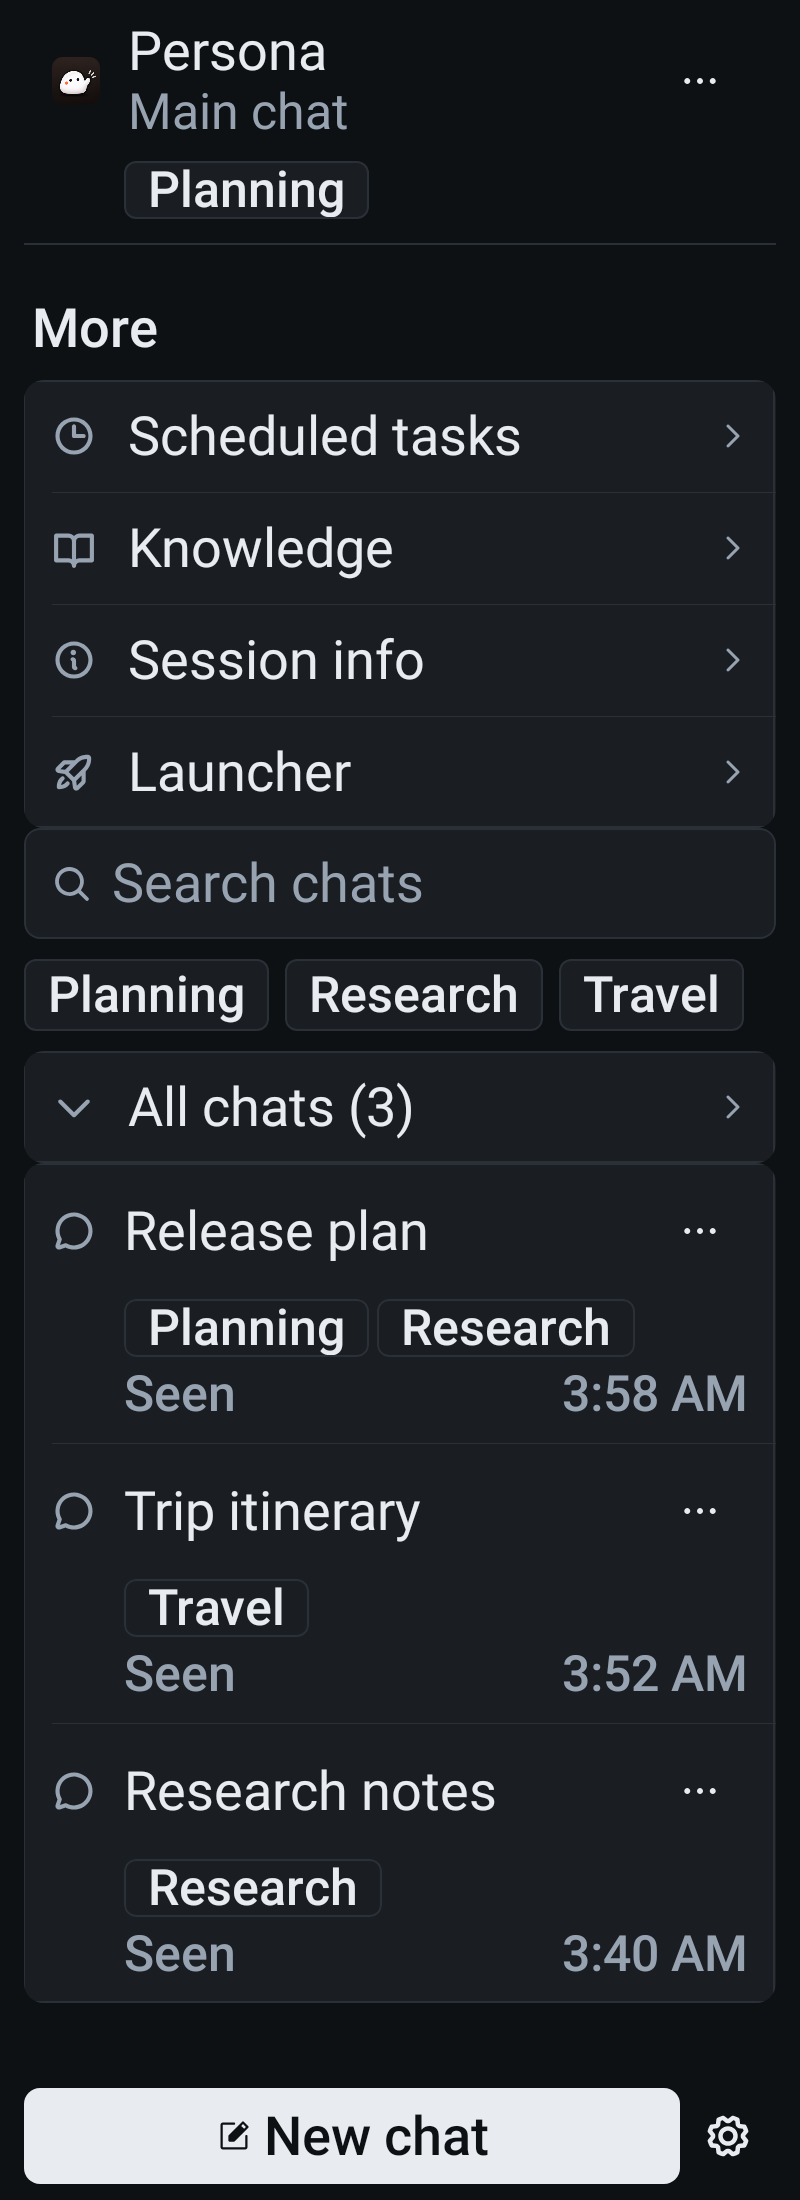 Persona
Main chat
Planning
More
Scheduled tasks
Knowledge
Session info
Launcher
Search chats
Planning Research Travel
All chats (3)
Release plan
Planning Research
Seen 3:58 AM
Trip itinerary
Travel
Seen 3:52 AM
Research notes
Research
Seen 3:40 AM
New chat